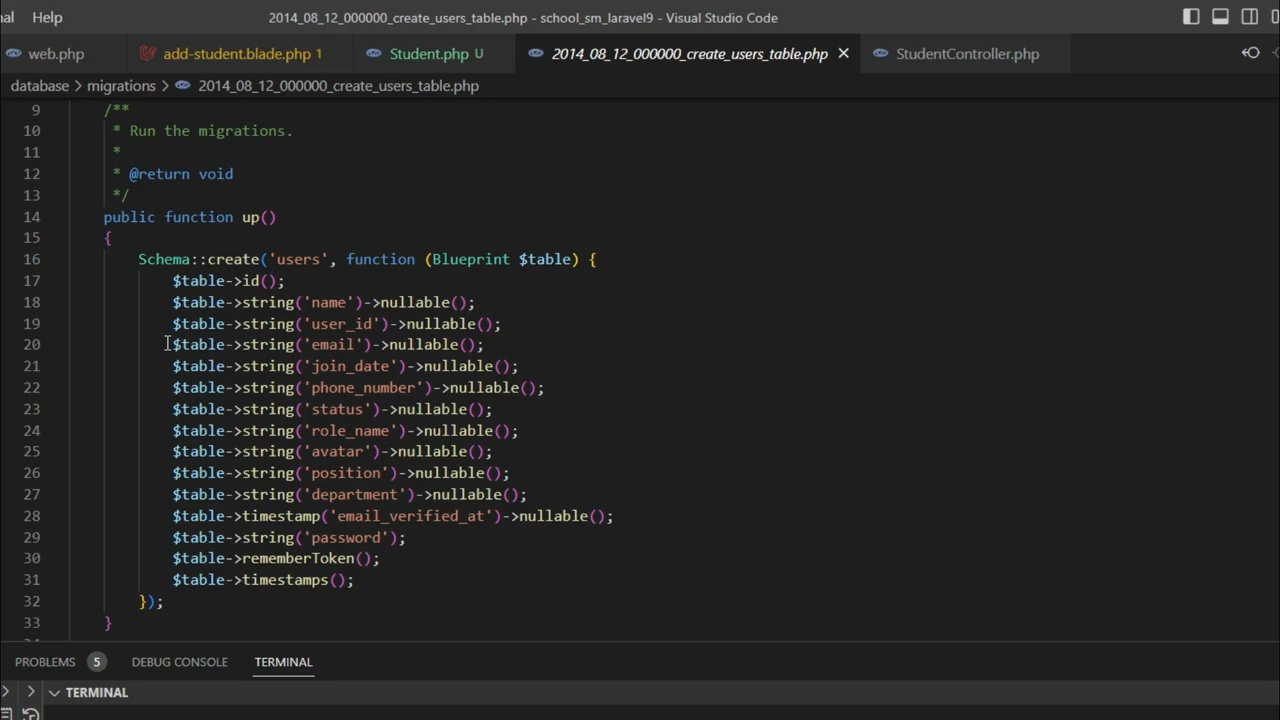 Help
2014_08_12_000000_create_users_table.php - school_sm_laravel9 - Visual Studio Code
web.php
add-student.blade.php 1
Student.php U
2014_08_12_000000_create_users_table.php
StudentController.php
database > migrations > 2014_08_12_000000_create_users_table.php
9 /**
10 * Run the migrations.
11 *
12 * @return void
13 */
14 public function up()
15 {
16 Schema::create('users', function (Blueprint $table) {
17 $table->id();
18 $table->string('name')->nullable();
19 $table->string('user_id')->nullable();
20 $table->string('email')->nullable();
21 $table->string('join_date')->nullable();
22 $table->string('phone_number')->nullable();
23 $table->string('status')->nullable();
24 $table->string('role_name')->nullable();
25 $table->string('avatar')->nullable();
26 $table->string('position')->nullable();
27 $table->string('department')->nullable();
28 $table->timestamp('email_verified_at')->nullable();
29 $table->string('password');
30 $table->rememberToken();
31 $table->timestamps();
32 });
33 }
PROBLEMS 5 DEBUG CONSOLE TERMINAL
TERMINAL